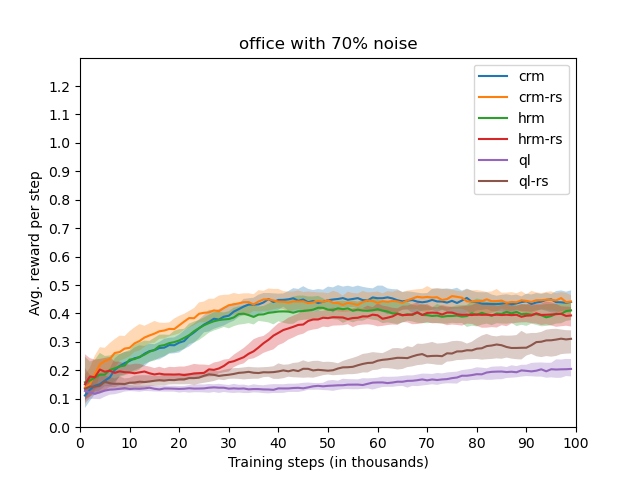 office with 70% noise
Avg. reward per step
1.2
1.1
1.0
0.9
0.8
0.7
0.6
0.5
0.4
0.3
0.2
0.1
0.0
crm
crm-rs
hrm
hrm-rs
ql
ql-rs
0 10 20 30 40 50 60 70 80 90 100
Training steps (in thousands)